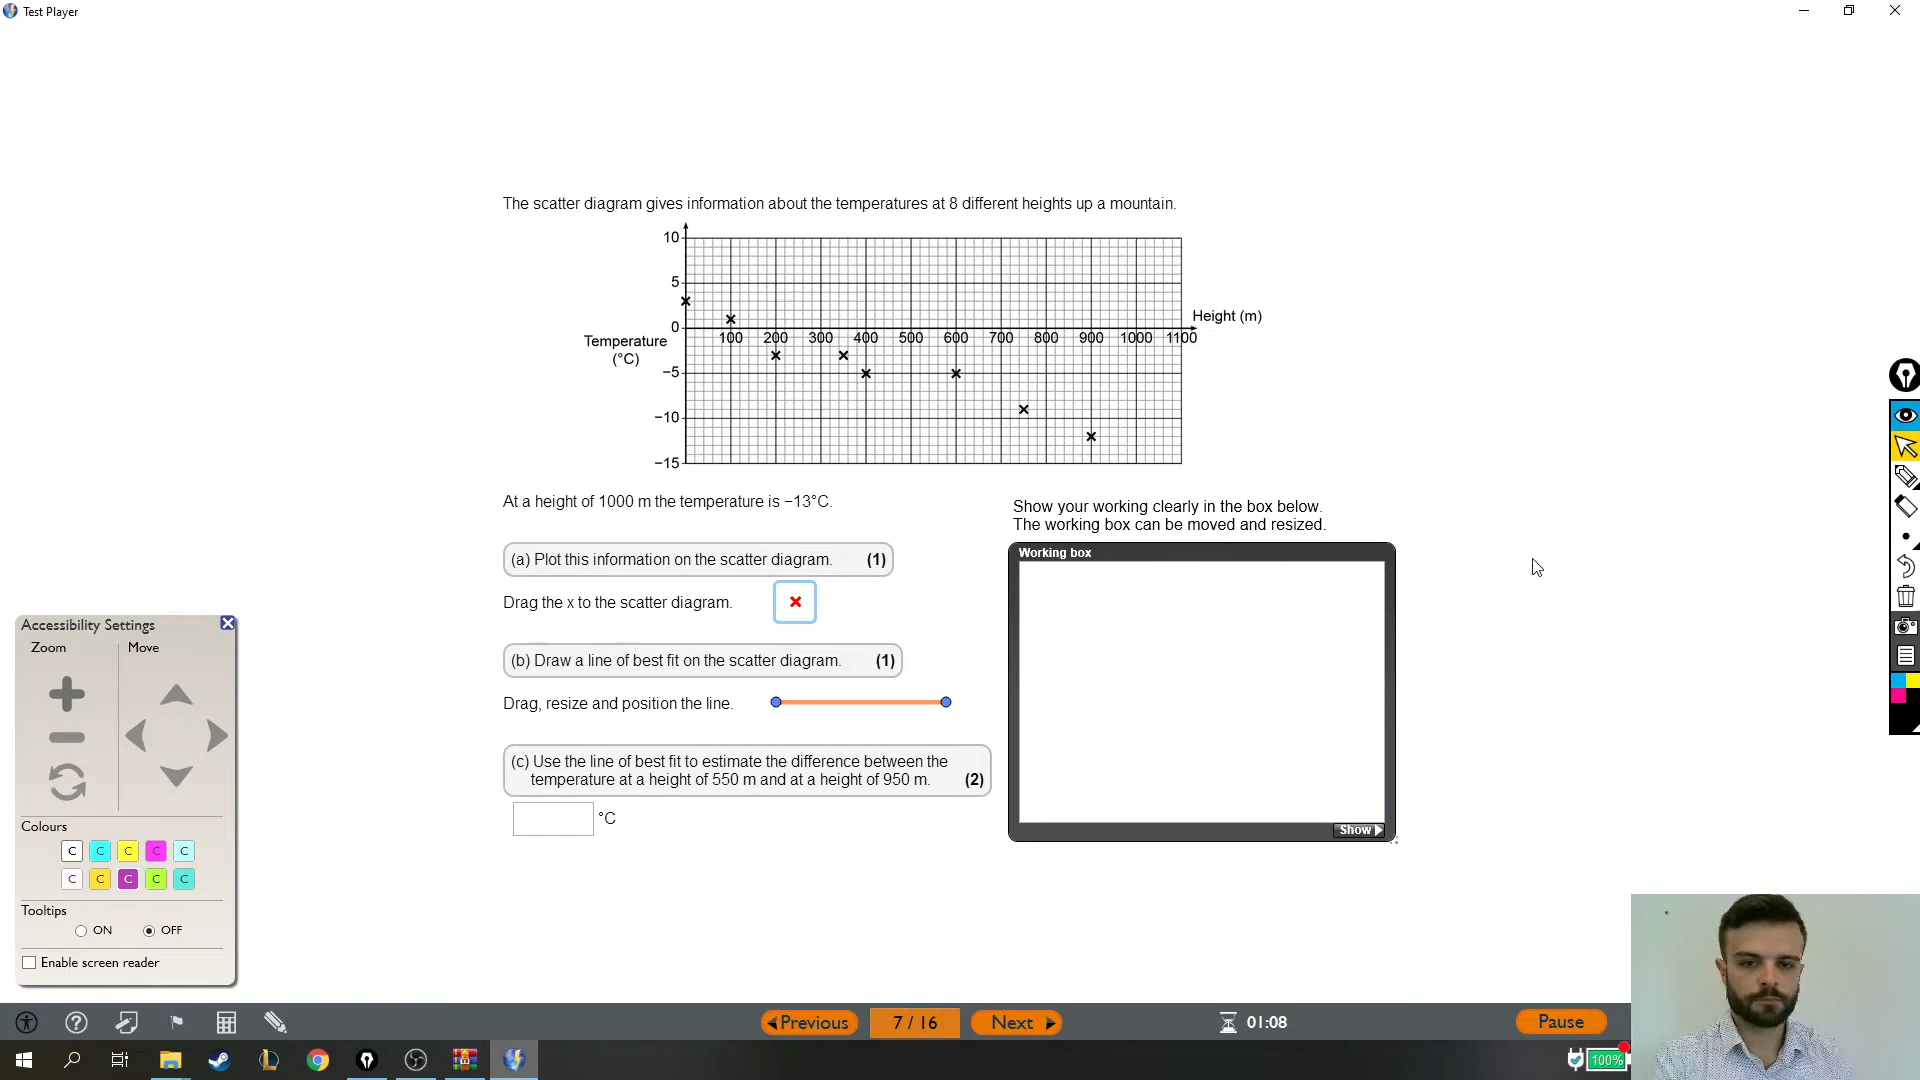 Test Player
The scatter diagram gives information about the temperatures at 8 different heights up a mountain.
10
5
0
−5
−10
−15
Temperature
(°C)
100 200 300 400 500 600 700 800 900 1000 1100
Height (m)
At a height of 1000 m the temperature is −13°C.
(a) Plot this information on the scatter diagram. (1)
Drag the x to the scatter diagram.
(b) Draw a line of best fit on the scatter diagram. (1)
Drag, resize and position the line.
(c) Use the line of best fit to estimate the difference between the
temperature at a height of 550 m and at a height of 950 m. (2)
°C
Show your working clearly in the box below.
The working box can be moved and resized.
Working box
Show
Accessibility Settings
Zoom Move
Colours
C C C C C
C C C C C
Tooltips
ON OFF
Enable screen reader
Previous 7 / 16 Next 01:08 Pause
100%